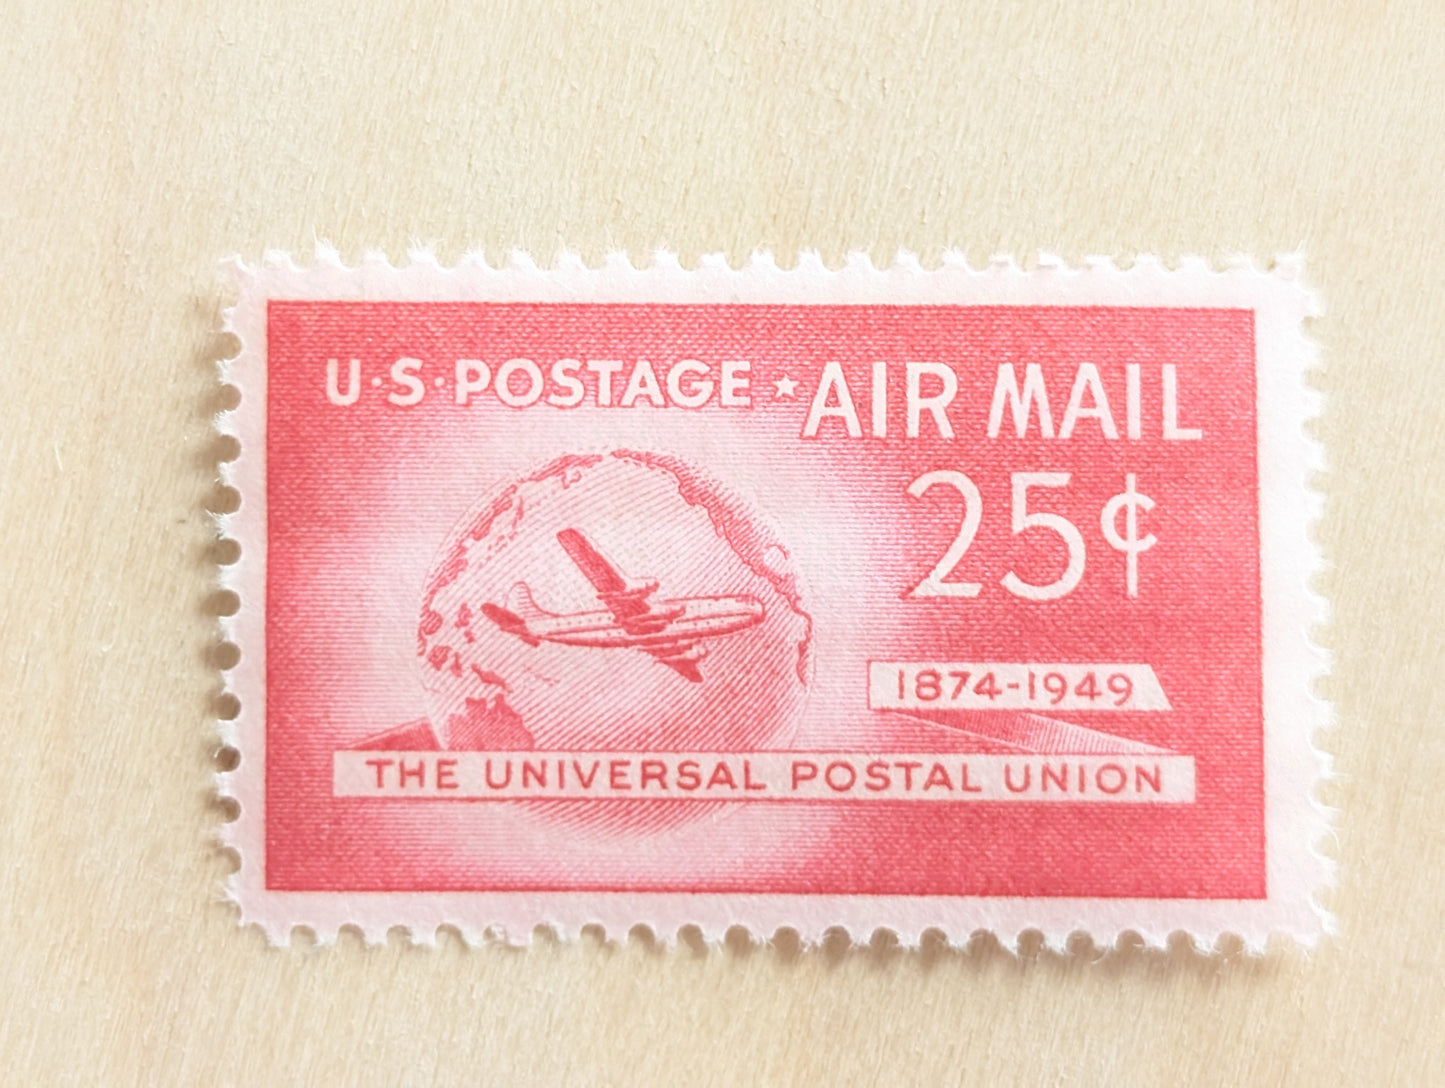 U·S·POSTAGE ★ AIR MAIL
25¢
1874-1949
THE UNIVERSAL POSTAL UNION